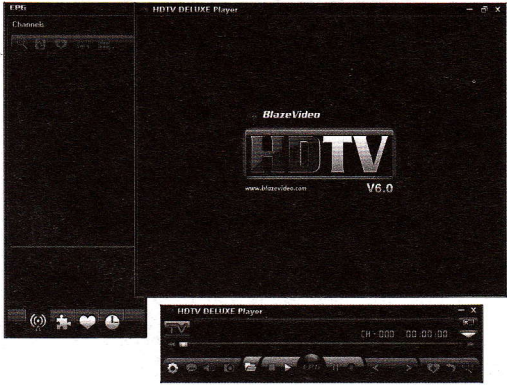 EPG
Channels
HDTV DELUXE Player
BlazeVideo
HDTV
www.blazevideo.com
V6.0
HDTV DELUXE Player
TV
CH-000 00:00:00
EPG